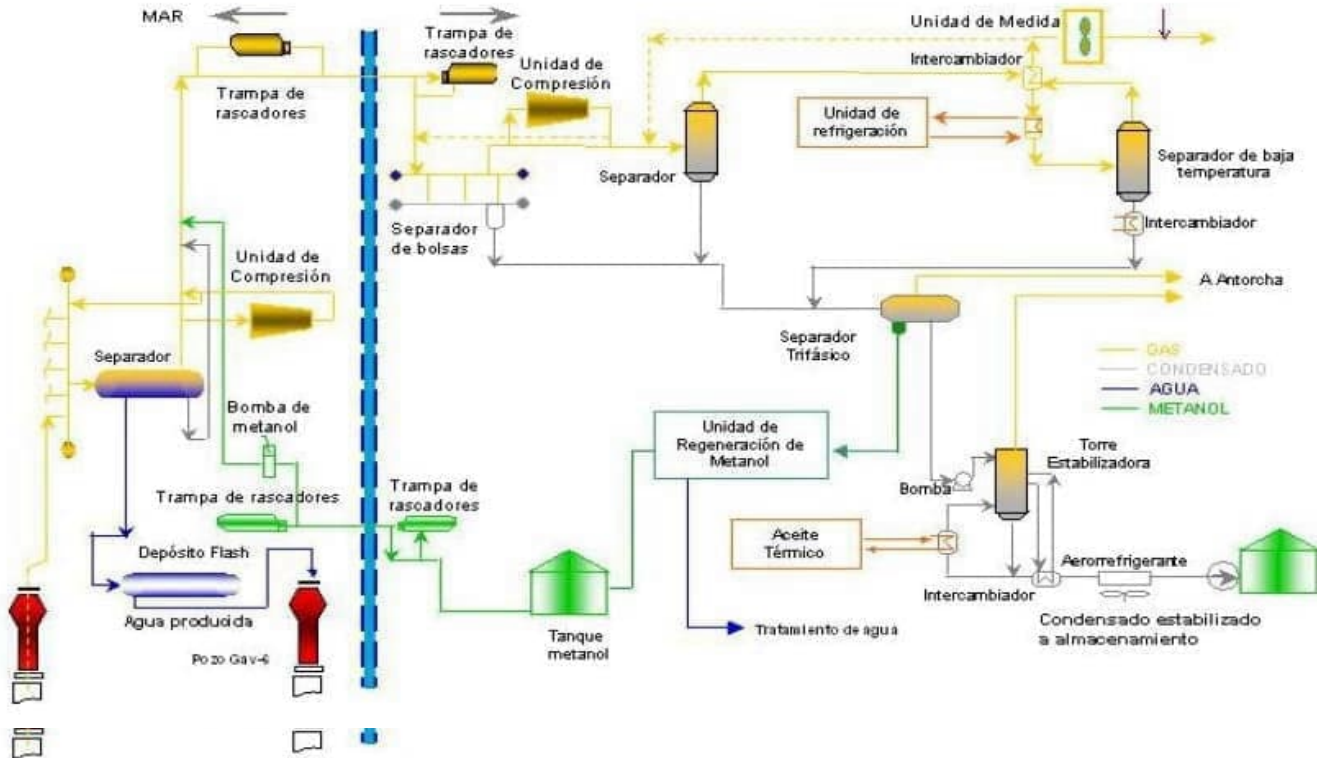 MAR
Trampa de
rascadores
Unidad de Medida
Unidad de
Compresión
Intercambiador
Trampa de
rascadores
Unidad de
refrigeración
Separador
Separador de baja
temperatura
Separador
de bolsas
Intercambiador
Unidad de
Compresión
A Antorcha
Separador
Trifásico
Separador
GAS
CONDENSADO
AGUA
METANOL
Bomba de
metanol
Unidad de
Regeneración de
Metanol
Torre
Estabilizadora
Trampa de rascadores
Trampa de
rascadores
Bomba
Aceite
Térmico
Depósito Flash
Aerorrefrigerante
Agua producida
Intercambiador
Condensado estabilizado
a almacenamiento
Tanque
metanol
Tratamiento de agua
Pozo Gav-6